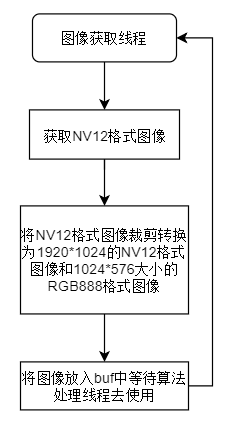 图像获取线程
获取NV12格式图像
将NV12格式图像裁剪转换
为1920*1024的NV12格式
图像和1024*576大小的
RGB888格式图像
将图像放入buf中等待算法
处理线程去使用